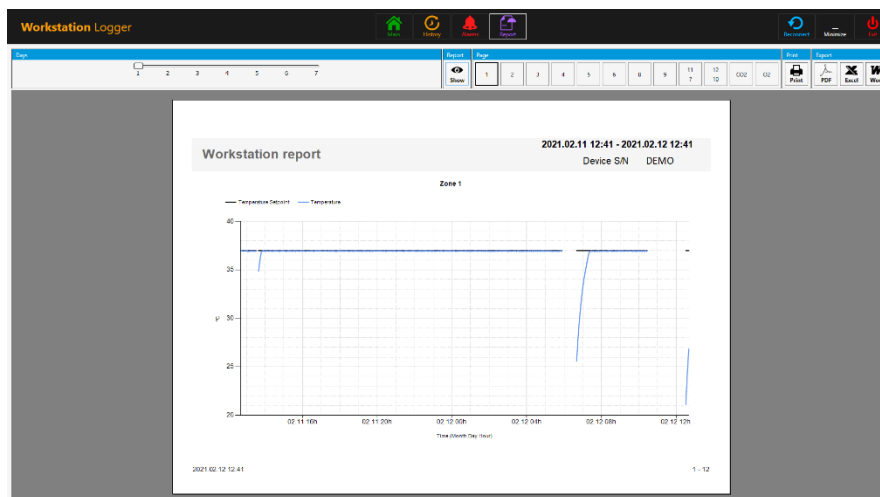 Workstation Logger
Main
History
Alarms
Report
Reconnect
Minimize
Exit
Days
Report
Page
Print
Export
1 2 3 4 5 6 7
Show
1 2 3 4 5 6 8 9 11 7 12 10 CO2 O2
Print
PDF
Excel
Wor
Workstation report
2021.02.11 12:41 - 2021.02.12 12:41
Device S/N DEMO
Zone 1
Temperature Setpoint Temperature
40
35
°C
30
25
20
02.11 16h 02.11 20h 02.12 00h 02.12 04h 02.12 08h 02.12 12h
Time (Month Day Hour)
2021.02.12 12:41
1 - 12